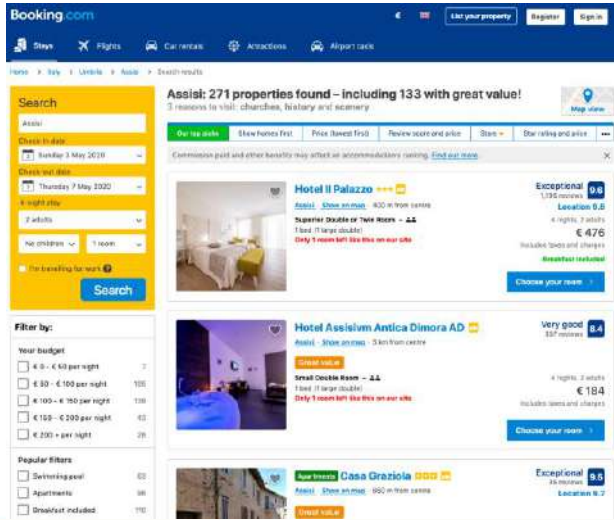 Booking.com
€
List your property
Register
Sign in
Stays
Flights
Car rentals
Attractions
Airport taxis
Home > Italy > Umbria > Assisi > Search results
Search
Assisi
Check-in date
Sunday 3 May 2020
Check-out date
Thursday 7 May 2020
4-night stay
2 adults
No children
1 room
I'm travelling for work
Search
Filter by:
Your budget
€ 0 - € 50 per night
€ 50 - € 100 per night
€ 100 - € 150 per night
€ 150 - € 200 per night
€ 200 + per night
Popular filters
Swimming pool
Apartments
Breakfast included
Assisi: 271 properties found – including 133 with great value!
3 reasons to visit: churches, history and scenery
Map view
Our top picks
Show homes first
Price (lowest first)
Review score and price
Stars
Star rating and price
•••
Commission paid and other benefits may affect an accommodation's ranking. Find out more.
Hotel Il Palazzo
Assisi · Show on map · 400 m from centre
Superior Double or Twin Room –
1 bed (1 large double)
Only 1 room left like this on our site
Exceptional 9.6
Location 9.8
4 nights, 2 adults
€ 476
Includes taxes and charges
Breakfast included
Choose your room
Hotel Assisivm Antica Dimora AD
Assisi · Show on map · 3 km from centre
Great value
Small Double Room –
1 bed (1 large double)
Only 1 room left like this on our site
Very good 8.4
4 nights, 2 adults
€ 184
Includes taxes and charges
Choose your room
Apartments Casa Graziola
Assisi Show on map
Great value
Exceptional 9.5
Location 9.7